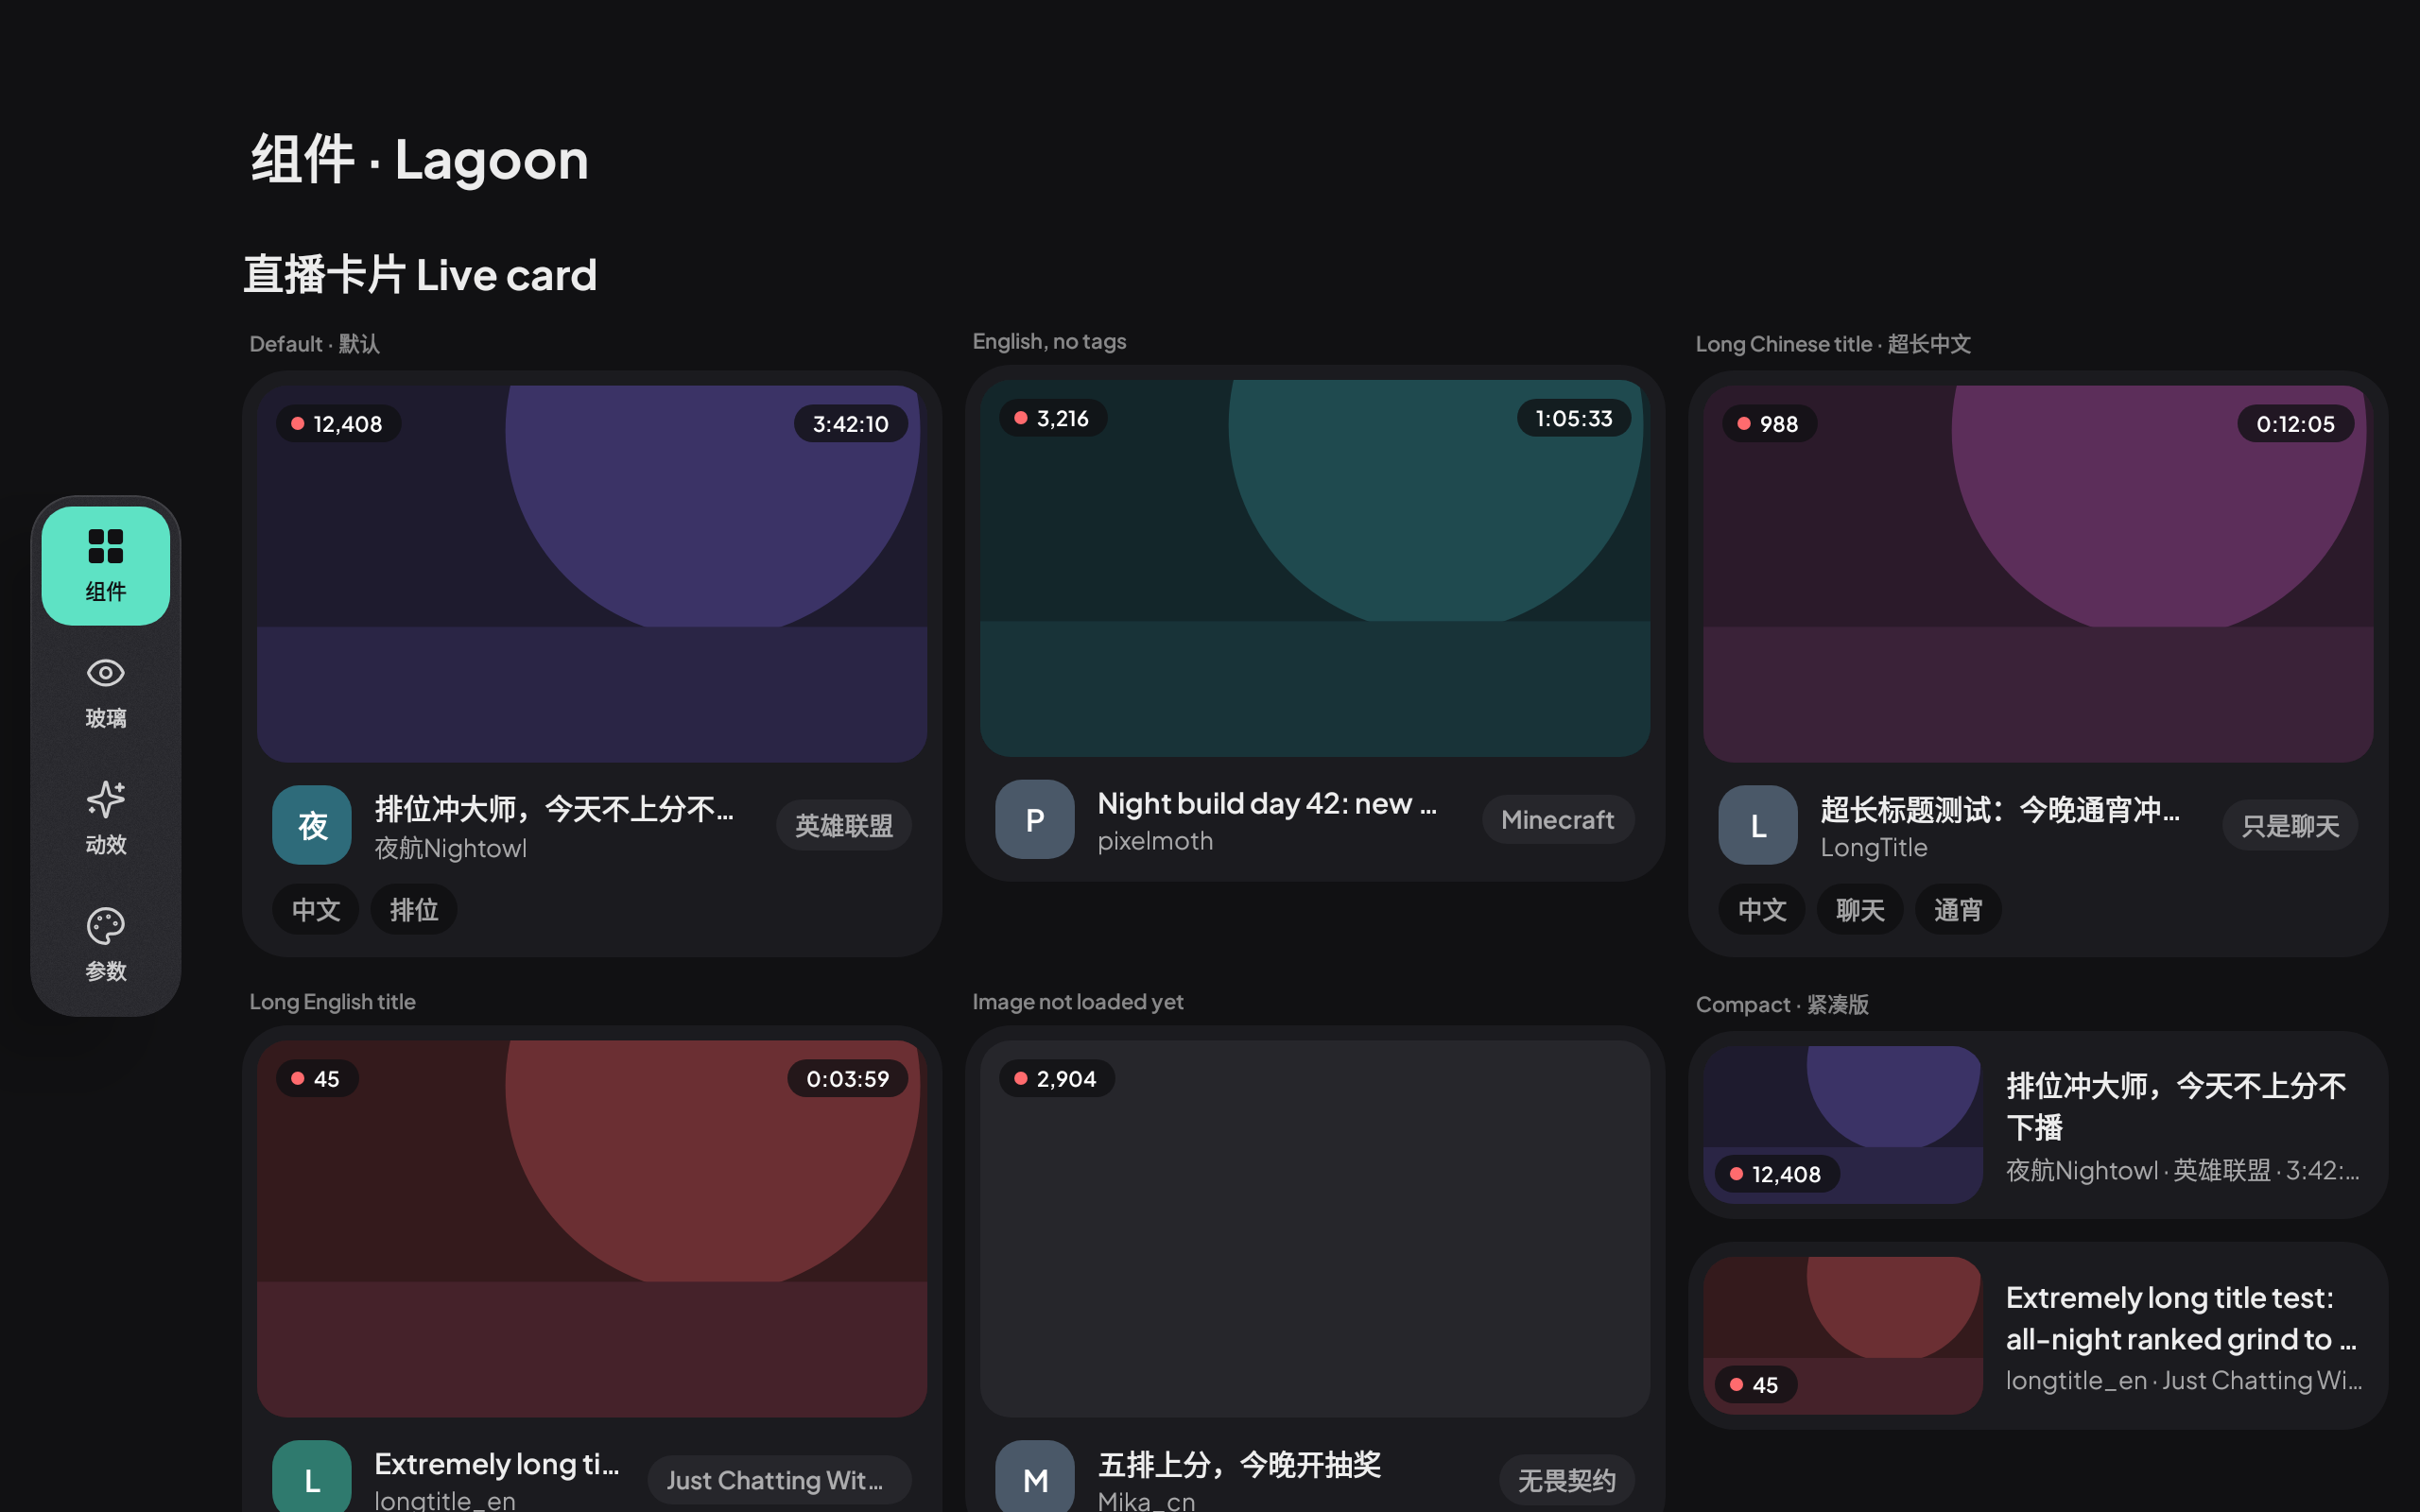 组件 · Lagoon
直播卡片 Live card
组件
玻璃
动效
参数
Default · 默认
12,408
3:42:10
夜
排位冲大师，今天不上分不…
夜航Nightowl
英雄联盟
中文
排位
English, no tags
3,216
1:05:33
P
Night build day 42: new …
pixelmoth
Minecraft
Long Chinese title · 超长中文
988
0:12:05
L
超长标题测试：今晚通宵冲…
LongTitle
只是聊天
中文
聊天
通宵
Long English title
45
0:03:59
L
Extremely long ti…
longtitle_en
Just Chatting Wit…
Image not loaded yet
2,904
M
五排上分，今晚开抽奖
Mika_cn
无畏契约
Compact · 紧凑版
12,408
排位冲大师，今天不上分不
下播
夜航Nightowl · 英雄联盟 · 3:42:…
45
Extremely long title test:
all-night ranked grind to …
longtitle_en · Just Chatting Wi…